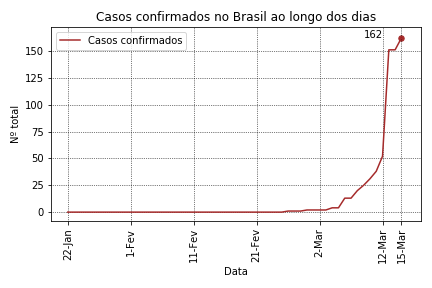 Casos confirmados no Brasil ao longo dos dias
162
Casos confirmados
150
125
100
75
50
25
0
Nº total
22-Jan
1-Fev
11-Fev
21-Fev
2-Mar
12-Mar
15-Mar
Data